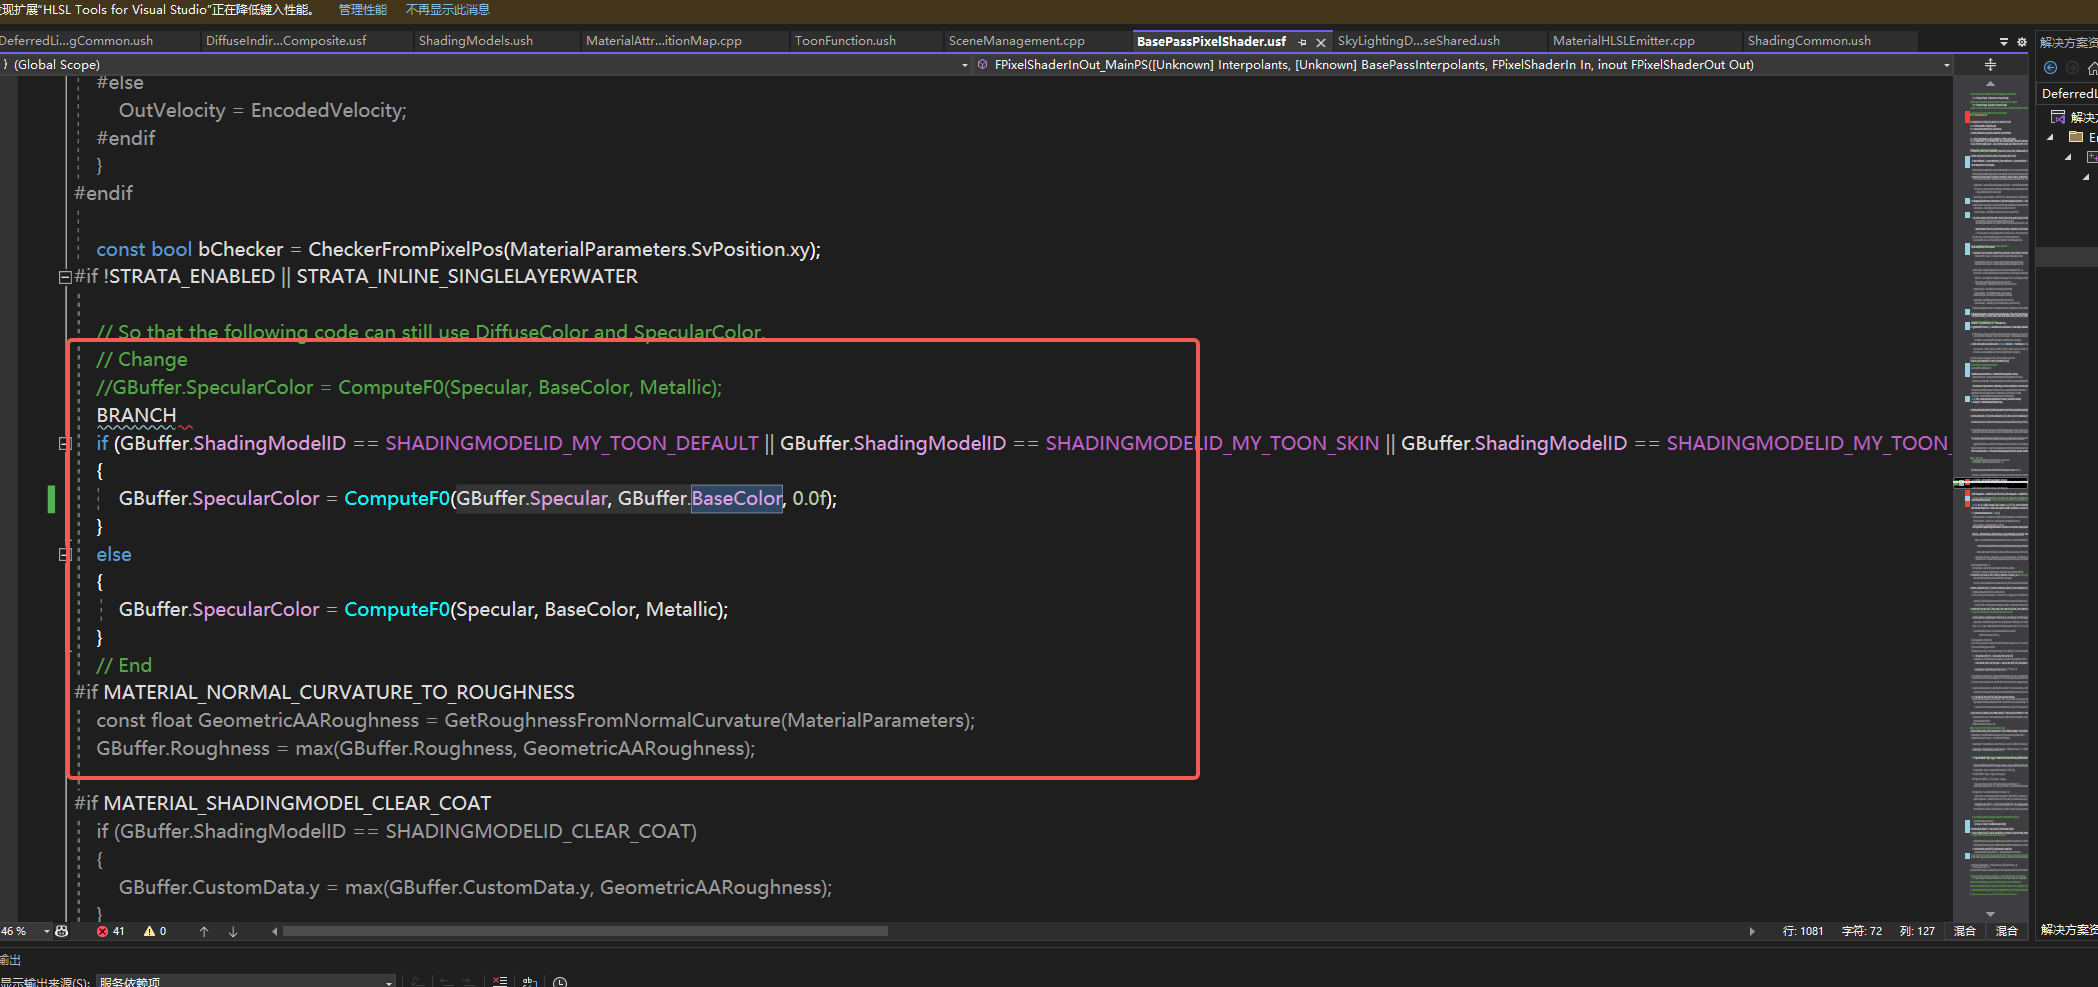 现扩展"HLSL Tools for Visual Studio"正在降低键入性能。 管理性能 不再显示此消息
DeferredLi...gCommon.ush DiffuseIndir...Composite.usf ShadingModels.ush MaterialAttr...itionMap.cpp ToonFunction.ush SceneManagement.cpp BasePassPixelShader.usf SkyLightingD...seShared.ush MaterialHLSLEmitter.cpp ShadingCommon.ush 解决方案资
(Global Scope) FPixelShaderInOut_MainPS([Unknown] Interpolants, [Unknown] BasePassInterpolants, FPixelShaderIn In, inout FPixelShaderOut Out)
#else
OutVelocity = EncodedVelocity;
#endif
}
#endif
const bool bChecker = CheckerFromPixelPos(MaterialParameters.SvPosition.xy);
#if !STRATA_ENABLED || STRATA_INLINE_SINGLELAYERWATER
// So that the following code can still use DiffuseColor and SpecularColor.
// Change
//GBuffer.SpecularColor = ComputeF0(Specular, BaseColor, Metallic);
BRANCH
if (GBuffer.ShadingModelID == SHADINGMODELID_MY_TOON_DEFAULT || GBuffer.ShadingModelID == SHADINGMODELID_MY_TOON_SKIN || GBuffer.ShadingModelID == SHADINGMODELID_MY_TOON_
{
GBuffer.SpecularColor = ComputeF0(GBuffer.Specular, GBuffer.BaseColor, 0.0f);
}
else
{
GBuffer.SpecularColor = ComputeF0(Specular, BaseColor, Metallic);
}
// End
#if MATERIAL_NORMAL_CURVATURE_TO_ROUGHNESS
const float GeometricAARoughness = GetRoughnessFromNormalCurvature(MaterialParameters);
GBuffer.Roughness = max(GBuffer.Roughness, GeometricAARoughness);
#if MATERIAL_SHADINGMODEL_CLEAR_COAT
if (GBuffer.ShadingModelID == SHADINGMODELID_CLEAR_COAT)
{
GBuffer.CustomData.y = max(GBuffer.CustomData.y, GeometricAARoughness);
}
46 % 41 0 行: 1081 字符: 72 列: 127 混合 混合
输出
显示输出来源(S): 服务依赖项
DeferredL
解决方
En
解决方案资